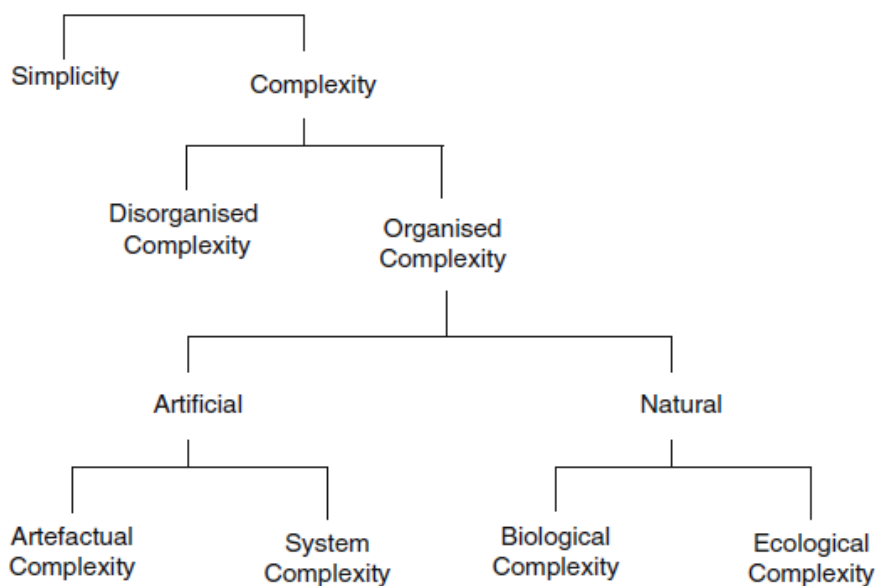 Simplicity
Complexity
Disorganised
Complexity
Organised
Complexity
Artificial
Natural
Artefactual
Complexity
System
Complexity
Biological
Complexity
Ecological
Complexity